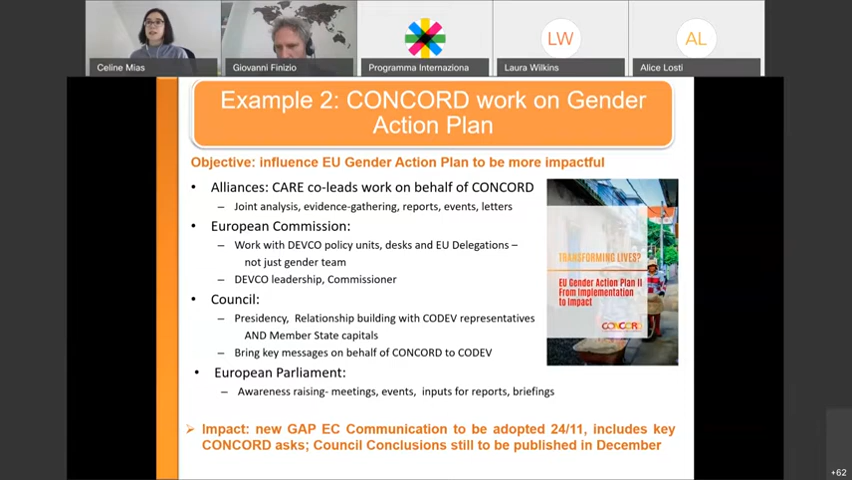 Celine Mias
Giovanni Finizio
Programma Internaziona
LW
Laura Wilkins
AL
Alice Losti
Example 2: CONCORD work on Gender
Action Plan
Objective: influence EU Gender Action Plan to be more impactful
• Alliances: CARE co-leads work on behalf of CONCORD
– Joint analysis, evidence-gathering, reports, events, letters
• European Commission:
– Work with DEVCO policy units, desks and EU Delegations –
not just gender team
– DEVCO leadership, Commissioner
• Council:
– Presidency, Relationship building with CODEV representatives
AND Member State capitals
– Bring key messages on behalf of CONCORD to CODEV
• European Parliament:
– Awareness raising- meetings, events, inputs for reports, briefings
TRANSFORMING LIVES?
EU Gender Action Plan II
From Implementation
to Impact
CONCORD
➢ Impact: new GAP EC Communication to be adopted 24/11, includes key
CONCORD asks; Council Conclusions still to be published in December
+62